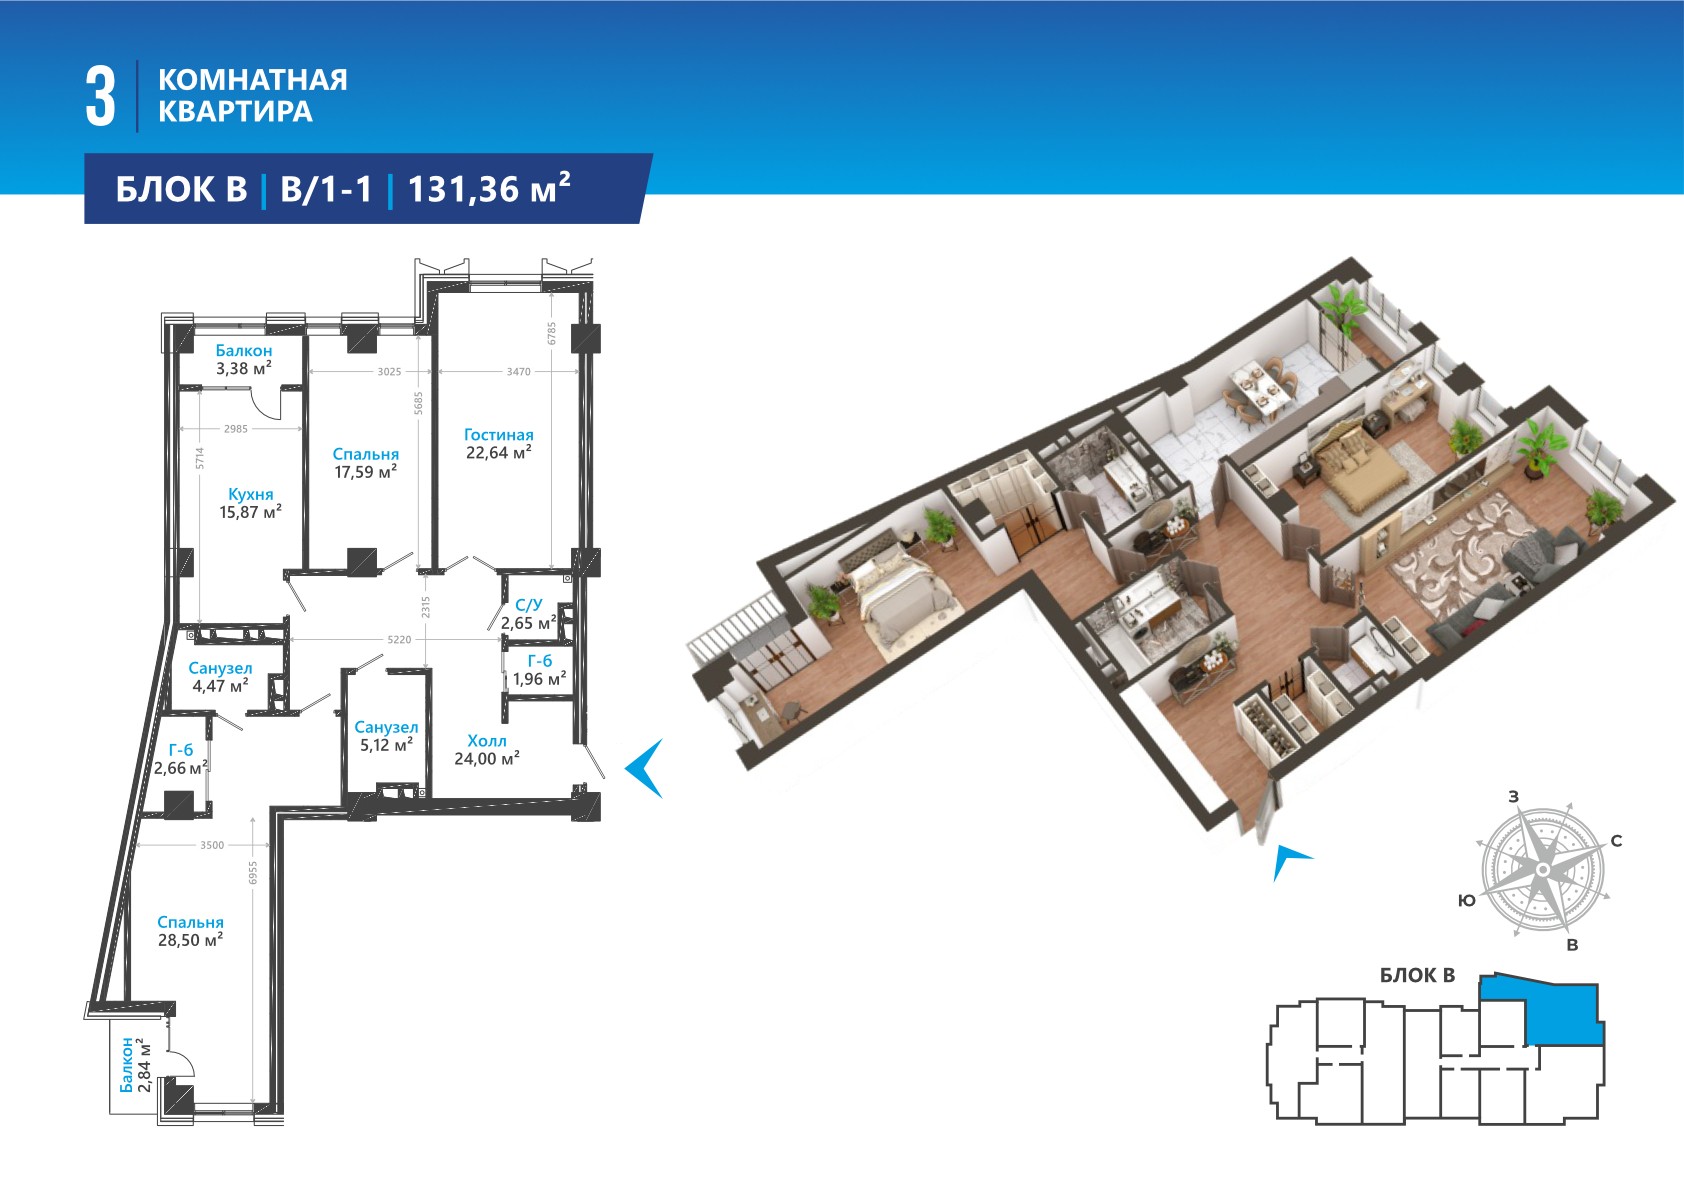 3
КОМНАТНАЯ
КВАРТИРА
БЛОК В | В/1-1 | 131,36 м²
Балкон
3,38 м²
3025
3470
6785
5685
2985
5714
Гостиная
22,64 м²
Спальня
17,59 м²
Кухня
15,87 м²
2315
5220
С/У
2,65 м²
Г-б
1,96 м²
Санузел
4,47 м²
Санузел
5,12 м²
Холл
24,00 м²
Г-б
2,66 м²
3500
6955
Спальня
28,50 м²
Балкон
2,84 м²
З
С
Ю
В
БЛОК В